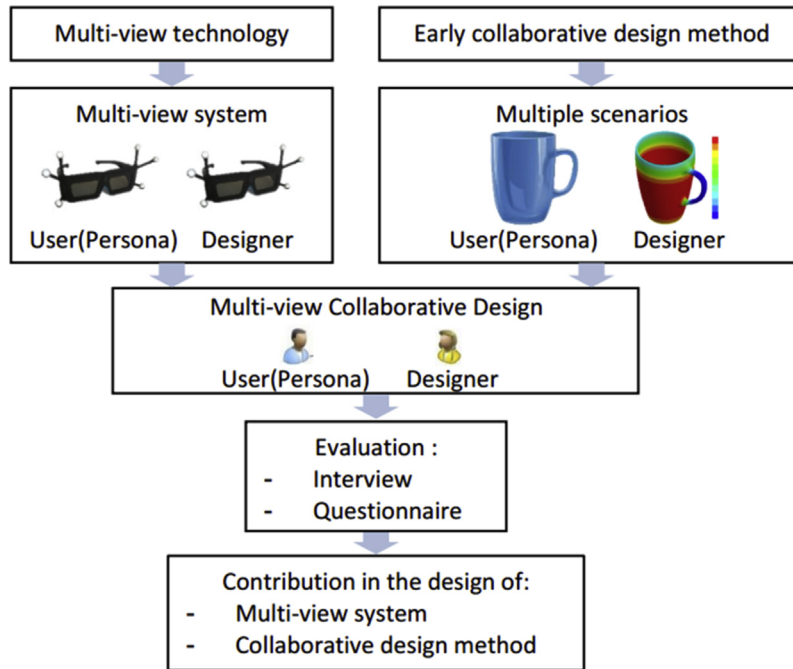 Multi-view technology
Early collaborative design method
Multi-view system
User(Persona) Designer
Multiple scenarios
User(Persona) Designer
Multi-view Collaborative Design
User(Persona) Designer
Evaluation :
- Interview
- Questionnaire
Contribution in the design of:
- Multi-view system
- Collaborative design method